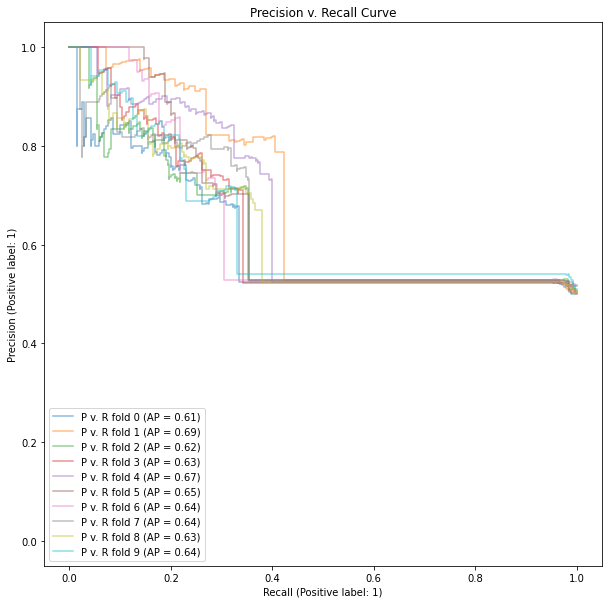 Precision v. Recall Curve
Precision (Positive label: 1)
1.0
0.8
0.6
0.4
0.2
0.0
P v. R fold 0 (AP = 0.61)
P v. R fold 1 (AP = 0.69)
P v. R fold 2 (AP = 0.62)
P v. R fold 3 (AP = 0.63)
P v. R fold 4 (AP = 0.67)
P v. R fold 5 (AP = 0.65)
P v. R fold 6 (AP = 0.64)
P v. R fold 7 (AP = 0.64)
P v. R fold 8 (AP = 0.63)
P v. R fold 9 (AP = 0.64)
0.0 0.2 0.4 0.6 0.8 1.0
Recall (Positive label: 1)